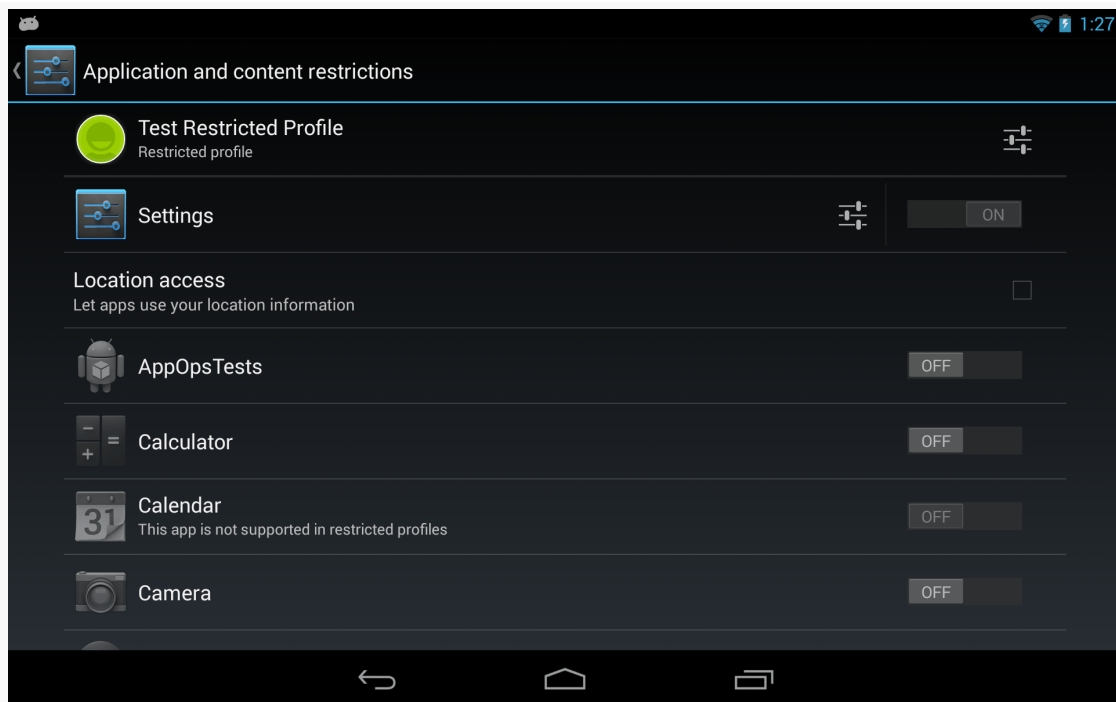 1:27
Application and content restrictions
Test Restricted Profile
Restricted profile
Settings
ON
Location access
Let apps use your location information
AppOpsTests
OFF
Calculator
OFF
31
Calendar
This app is not supported in restricted profiles
OFF
Camera
OFF